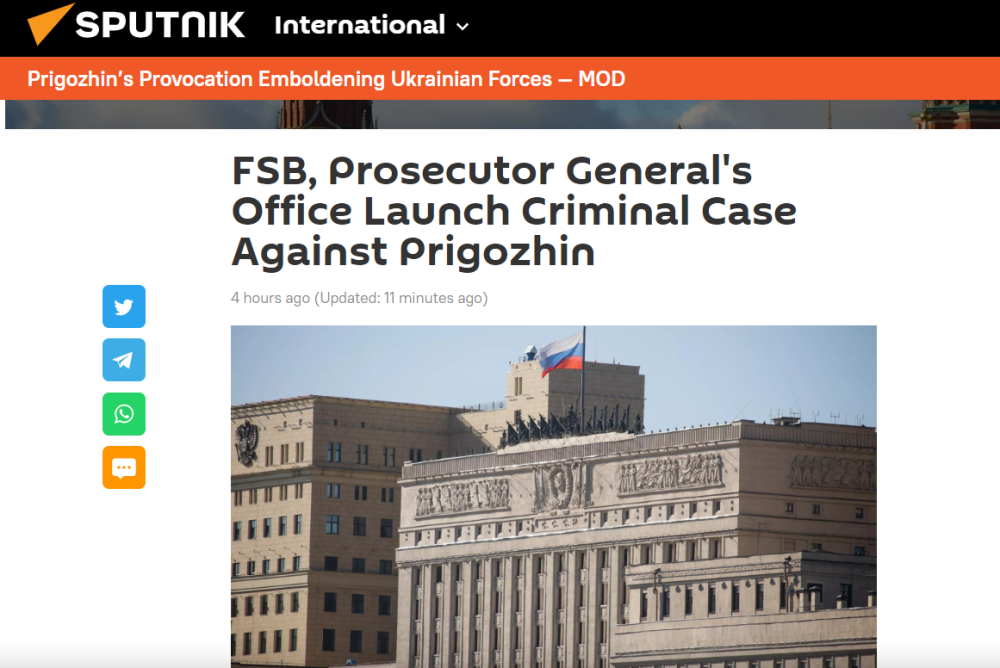 SPUTNIK International
Prigozhin's Provocation Emboldening Ukrainian Forces — MOD
FSB, Prosecutor General's
Office Launch Criminal Case
Against Prigozhin
4 hours ago (Updated: 11 minutes ago)